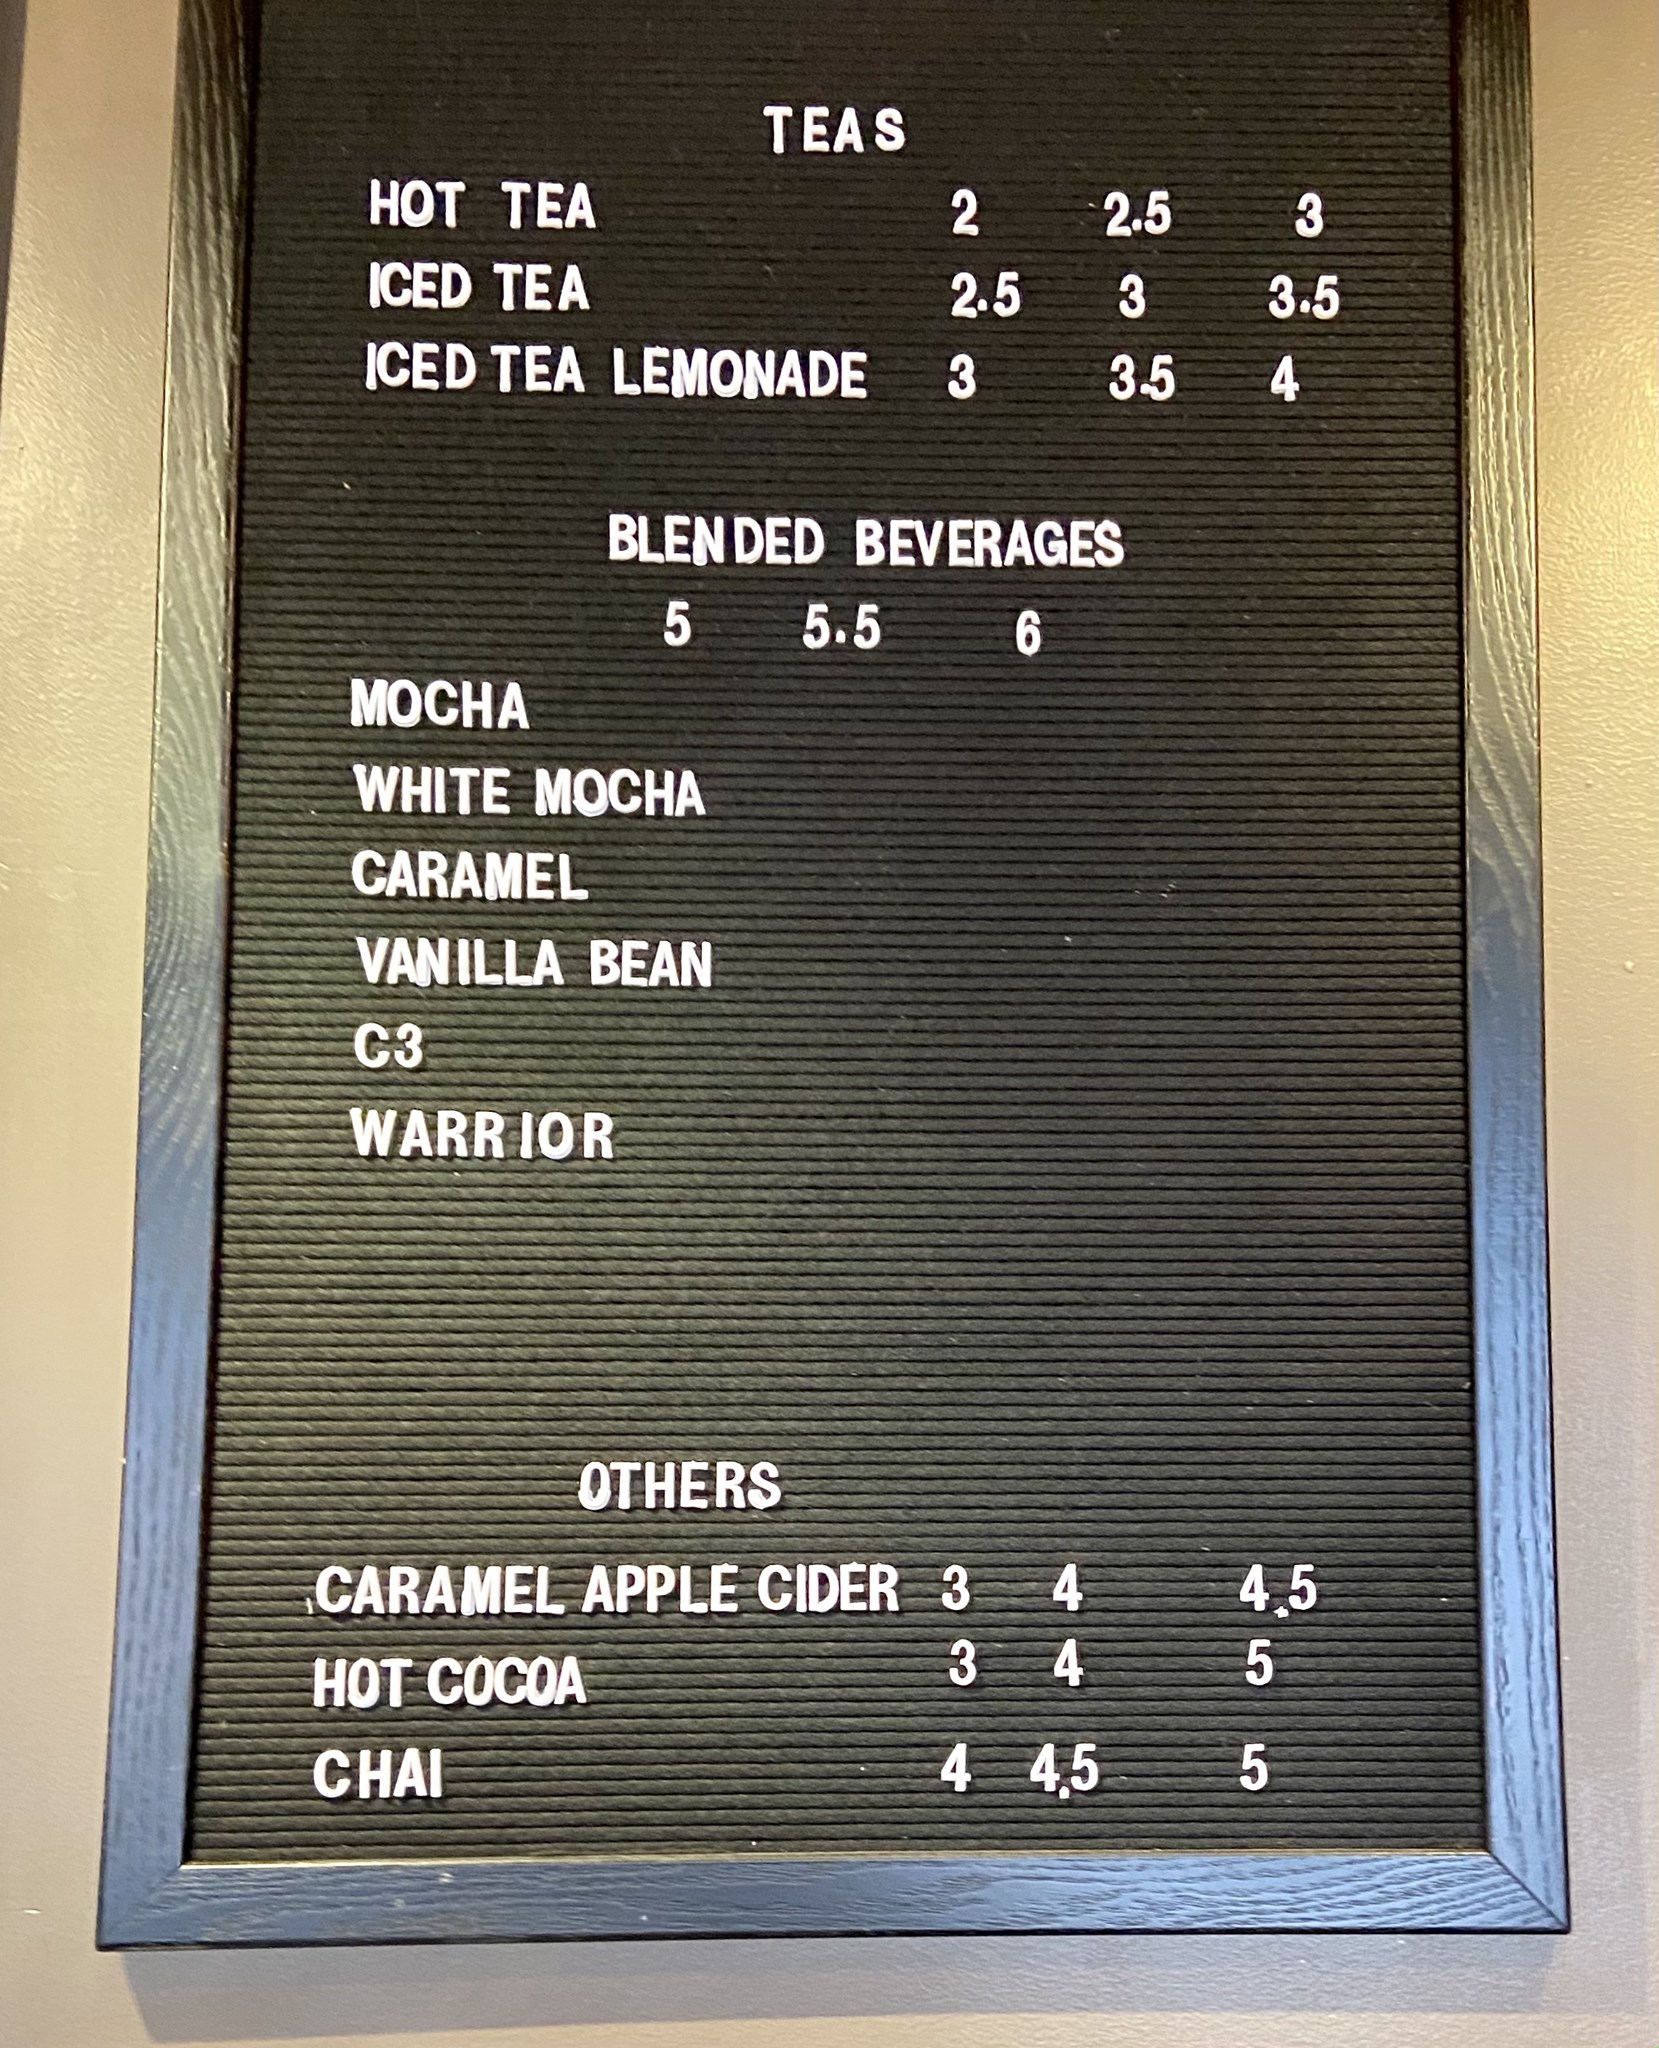 TEAS
HOT TEA 2 2.5 3
ICED TEA 2.5 3 3.5
ICED TEA LEMONADE 3 3.5 4
BLENDED BEVERAGES
5 5.5 6
MOCHA
WHITE MOCHA
CARAMEL
VANILLA BEAN
C3
WARRIOR
OTHERS
CARAMEL APPLE CIDER 3 4 4.5
HOT COCOA 3 4 5
CHAI 4 4.5 5